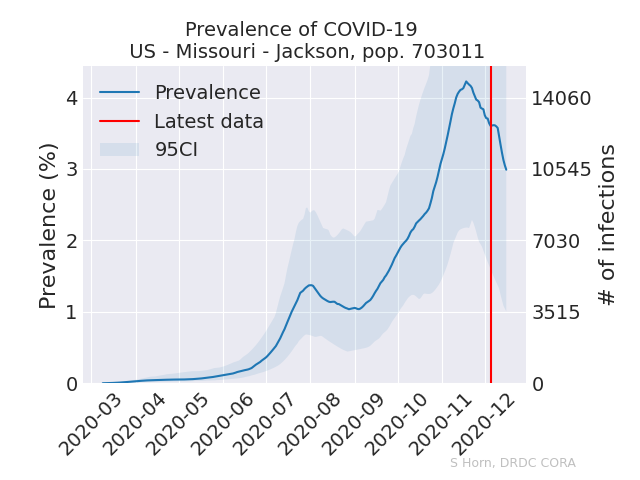 Prevalence of COVID-19
US - Missouri - Jackson, pop. 703011
Prevalence
Latest data
95CI
Prevalence (%)
4
3
2
1
0
14060
10545
7030
3515
0
# of infections
2020-03
2020-04
2020-05
2020-06
2020-07
2020-08
2020-09
2020-10
2020-11
2020-12
S Horn, DRDC CORA